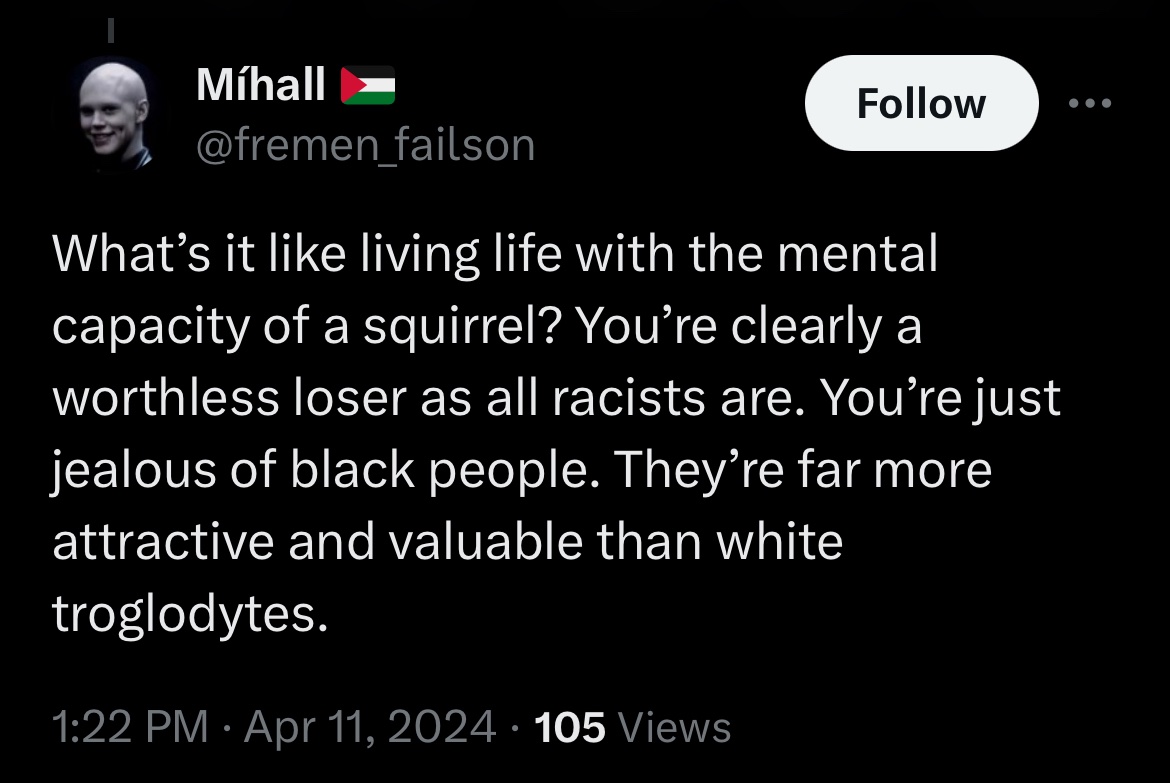 Míhall 🇵🇸
@fremen_failson
Follow
What’s it like living life with the mental
capacity of a squirrel? You’re clearly a
worthless loser as all racists are. You’re just
jealous of black people. They’re far more
attractive and valuable than white
troglodytes.
1:22 PM · Apr 11, 2024 · 105 Views